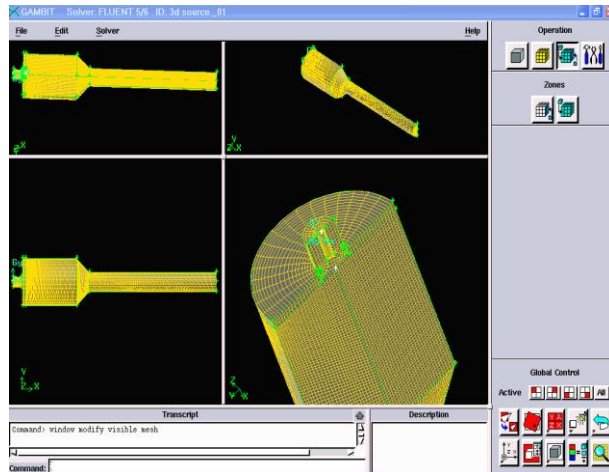 GAMBIT Solver: FLUENT 5/6 ID: 3d source _01
File Edit Solver Help
Operation
Zones
Global Control
Active All
Transcript
Description
Command> window modify visible mesh
Command: